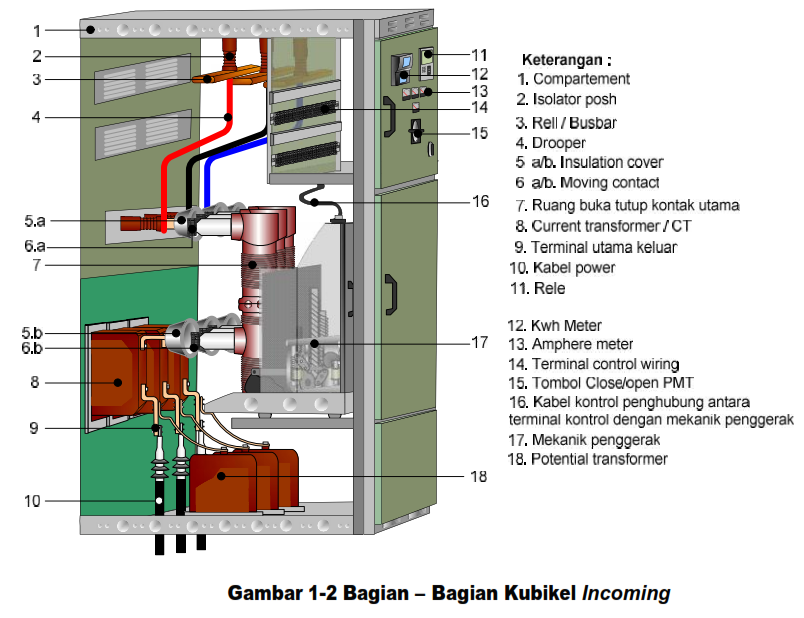 1
2
3
4
5.a
6.a
7
5.b
6.b
8
9
10
11
12
13
14
15
16
17
18
Keterangan :
1. Compartement
2. Isolator posh
3. Rell / Busbar
4. Drooper
5 a/b. Insulation cover
6 a/b. Moving contact
7. Ruang buka tutup kontak utama
8. Current transformer / CT
9. Terminal utama keluar
10. Kabel power
11. Rele
12. Kwh Meter
13. Amphere meter
14. Terminal control wiring
15. Tombol Close/open PMT
16. Kabel kontrol penghubung antara
terminal kontrol dengan mekanik penggerak
17. Mekanik penggerak
18. Potential transformer
Gambar 1-2 Bagian – Bagian Kubikel Incoming